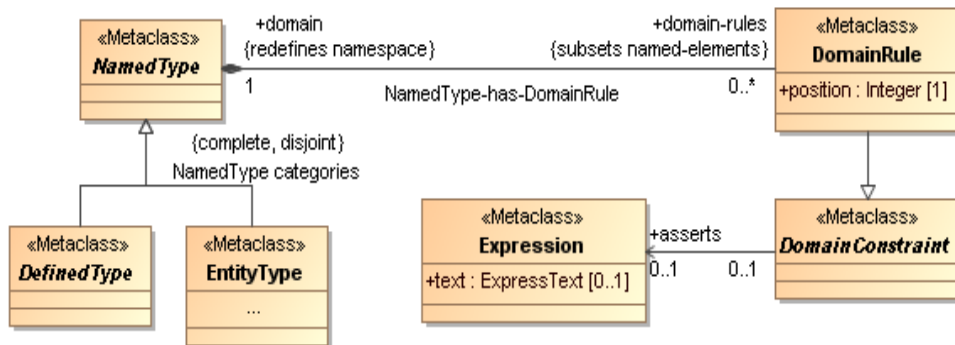 «Metaclass»
NamedType
+domain
{redefines namespace}
1
NamedType-has-DomainRule
+domain-rules
{subsets named-elements}
0..*
«Metaclass»
DomainRule
+position : Integer [1]
{complete, disjoint}
NamedType categories
«Metaclass»
DefinedType
«Metaclass»
EntityType
...
«Metaclass»
Expression
+text : ExpressText [0..1]
+asserts
0..1
0..1
«Metaclass»
DomainConstraint